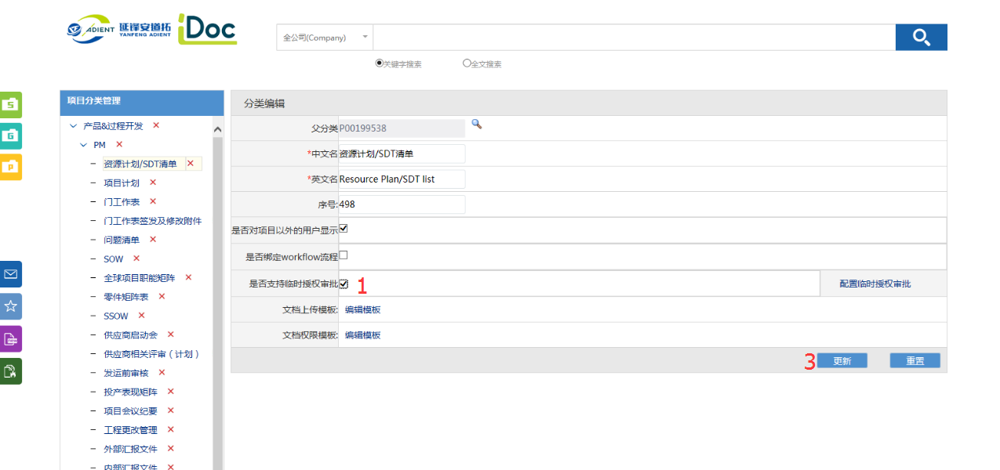 ADIENT 延锋安道拓 YANFENG ADIENT iDoc
全公司(Company)
关键字搜索 全文搜索
项目分类管理
产品&过程开发
PM
资源计划/SDT清单
项目计划
门工作表
门工作表签发及修改附件
问题清单
SOW
全球项目职能矩阵
零件矩阵表
SSOW
供应商启动会
供应商相关评审（计划）
发运前审核
投产表现矩阵
项目会议纪要
工程更改管理
外部汇报文件
内部汇报文件
分类编辑
父分类 P00199538
*中文名 资源计划/SDT清单
*英文名 Resource Plan/SDT list
序号: 498
是否对项目以外的用户显示
是否绑定workflow流程
是否支持临时授权审批 1 配置临时授权审批
文档上传模板: 编辑模板
文档权限模板: 编辑模板
3 更新 重置
S
G
P